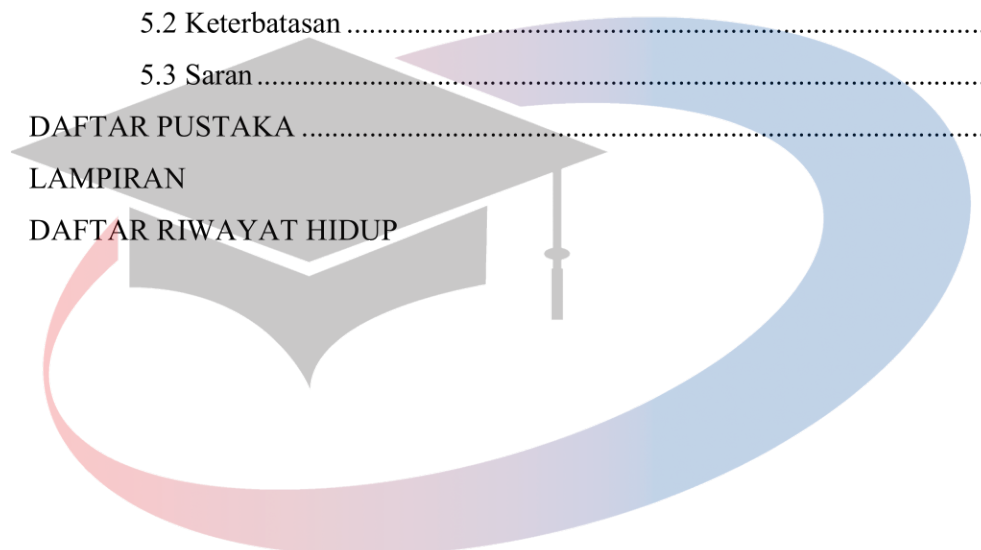 5.2 Keterbatasan ....................................................................................
5.3 Saran ................................................................................................
DAFTAR PUSTAKA ..........................................................................................
LAMPIRAN
DAFTAR RIWAYAT HIDUP